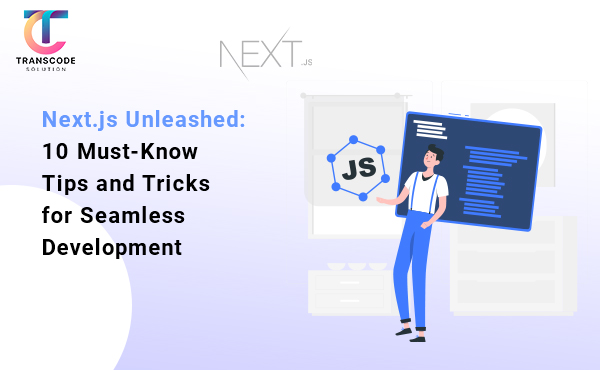 TRANSCODE
SOLUTION
NEXT.JS
Next.js Unleashed:
10 Must-Know
Tips and Tricks
for Seamless
Development
JS